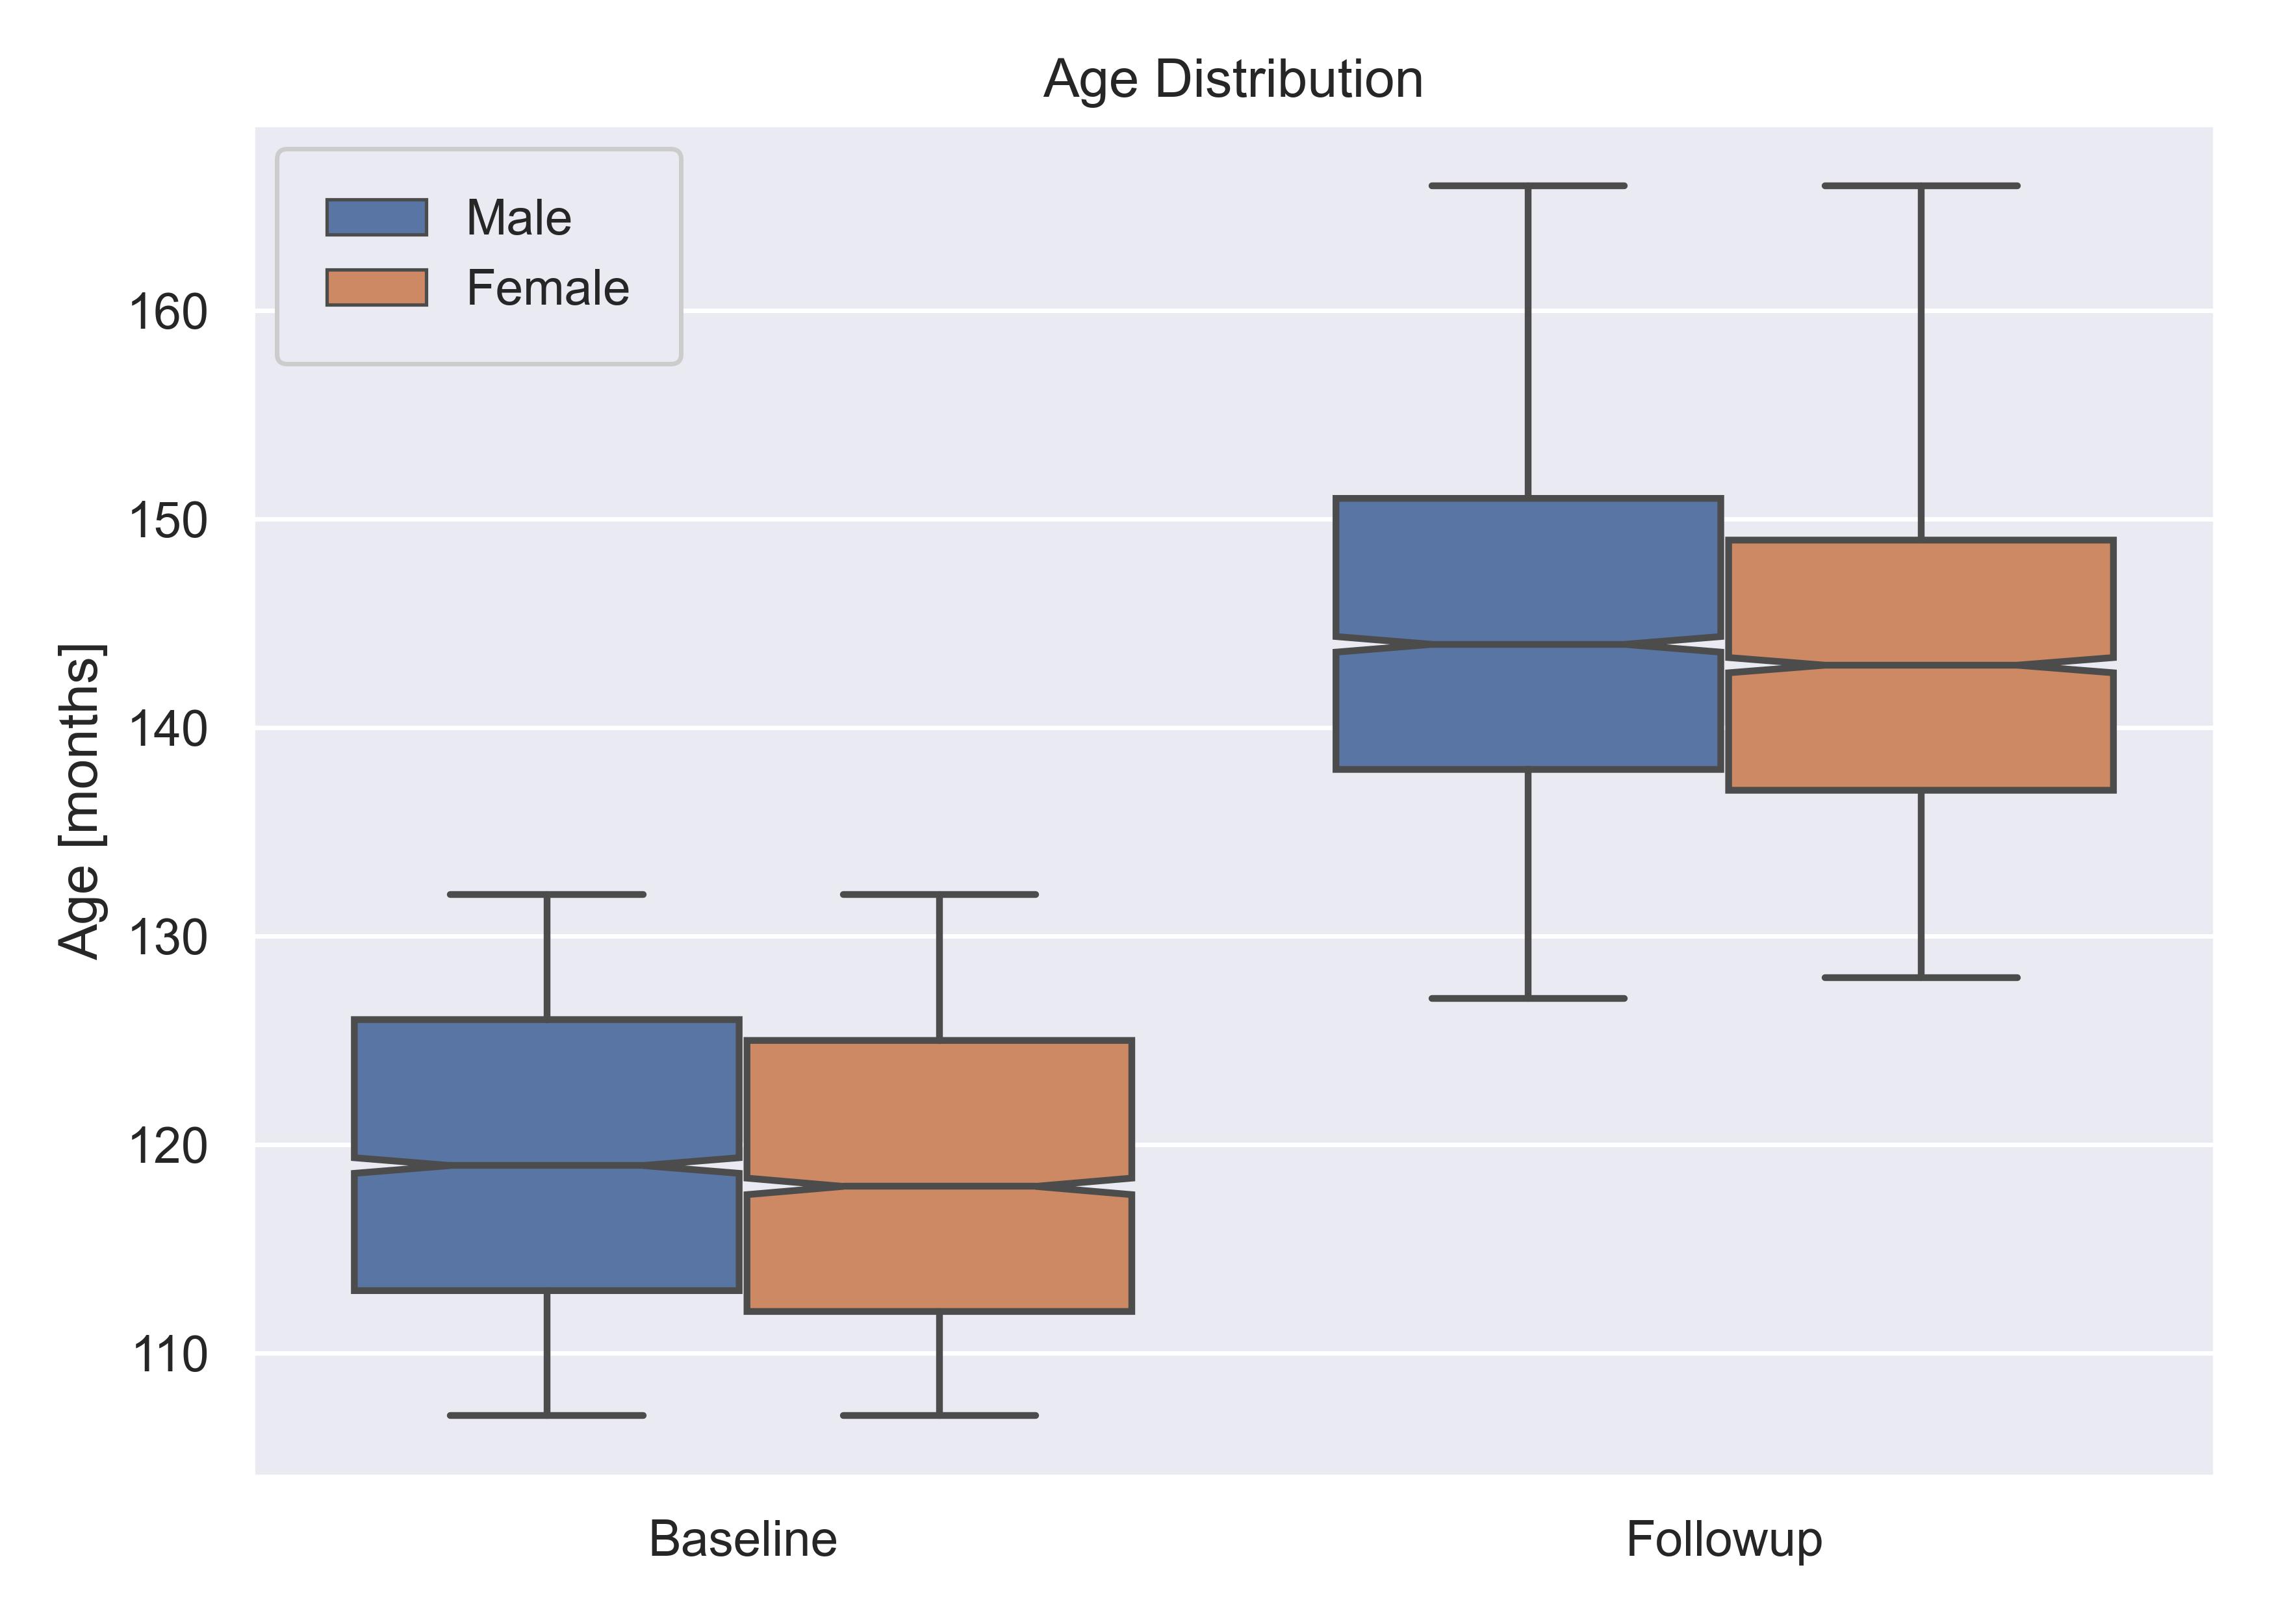 Age Distribution
Male
Female
160
150
140
130
120
110
Age [months]
Baseline
Followup